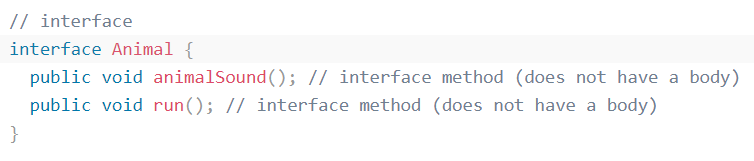 // interface
interface Animal {
  public void animalSound(); // interface method (does not have a body)
  public void run(); // interface method (does not have a body)
}